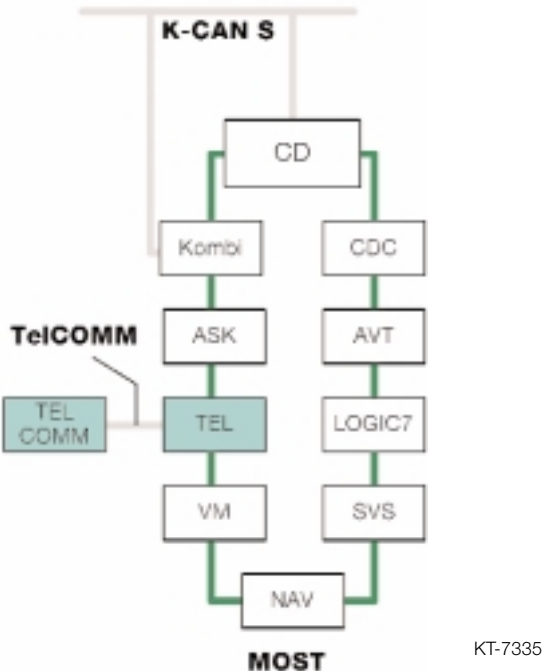 K-CAN S
CD
Kombi
CDC
ASK
AVT
TelCOMM
TEL
COMM
TEL
LOGIC7
VM
SVS
NAV
MOST
KT-7335